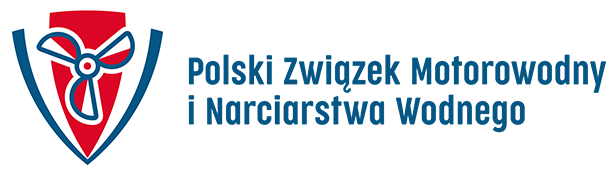 Polski Związek Motorowodny
i Narciarstwa Wodnego